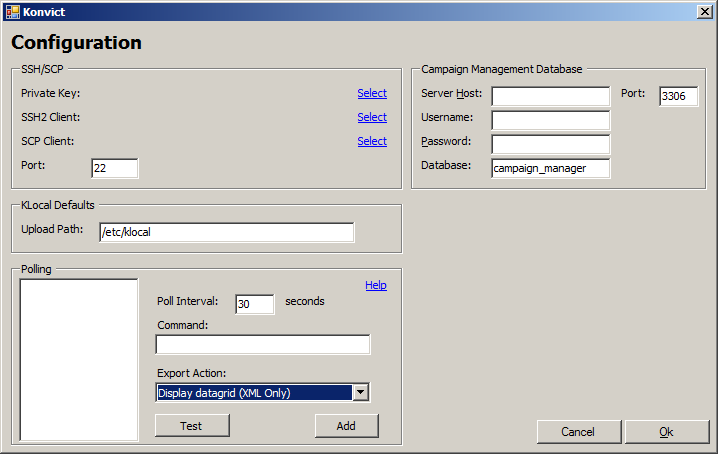 Konvict
Configuration
SSH/SCP
Private Key: Select
SSH2 Client: Select
SCP Client: Select
Port: 22
Campaign Management Database
Server Host: Port: 3306
Username:
Password:
Database: campaign_manager
KLocal Defaults
Upload Path: /etc/klocal
Polling
Help
Poll Interval: 30 seconds
Command:
Export Action:
Display datagrid (XML Only)
Test Add
Cancel Ok